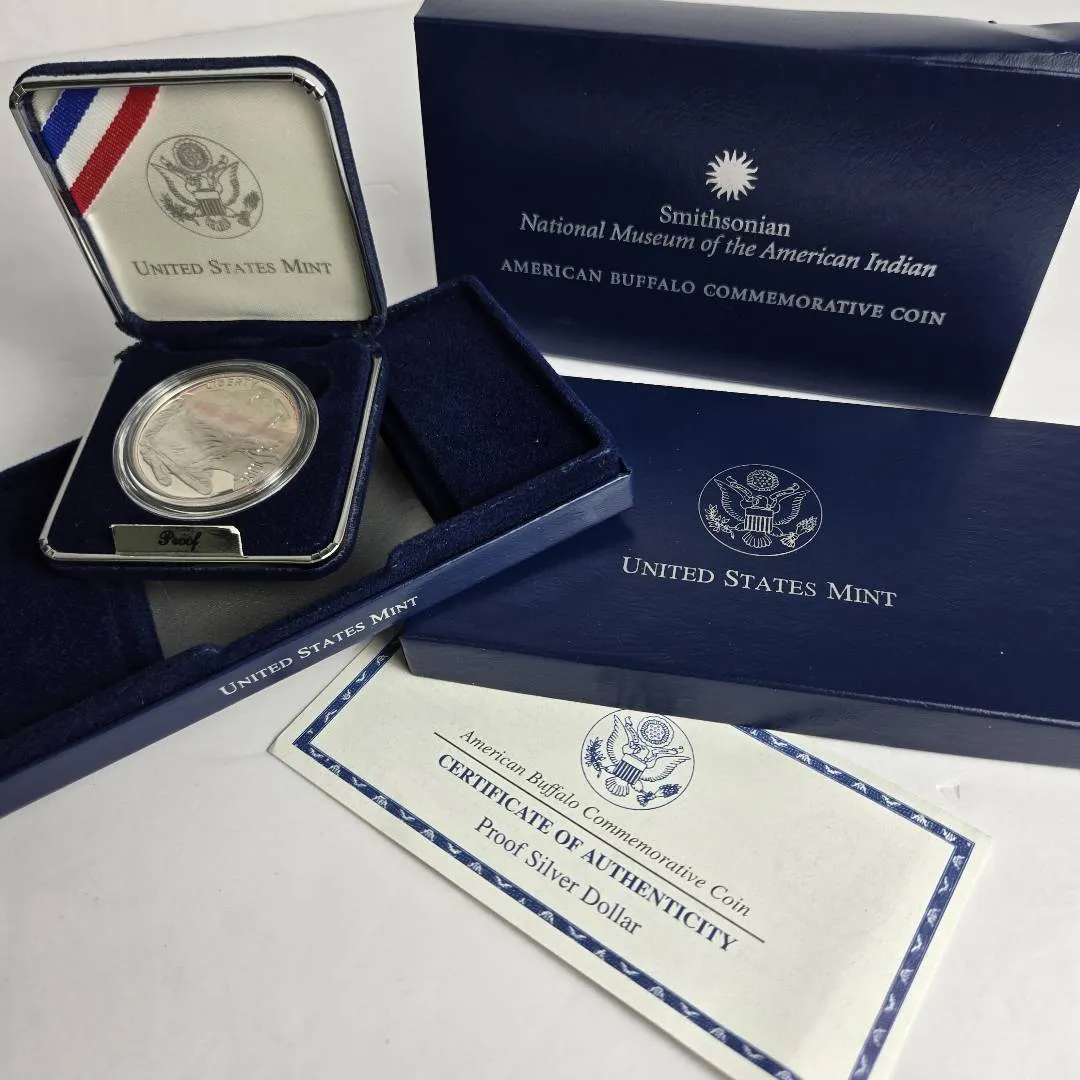 UNITED STATES MINT
LIBERTY
2001
Proof
UNITED STATES MINT
Smithsonian
National Museum of the American Indian
AMERICAN BUFFALO COMMEMORATIVE COIN
UNITED STATES MINT
American Buffalo Commemorative Coin
CERTIFICATE OF AUTHENTICITY
Proof Silver Dollar